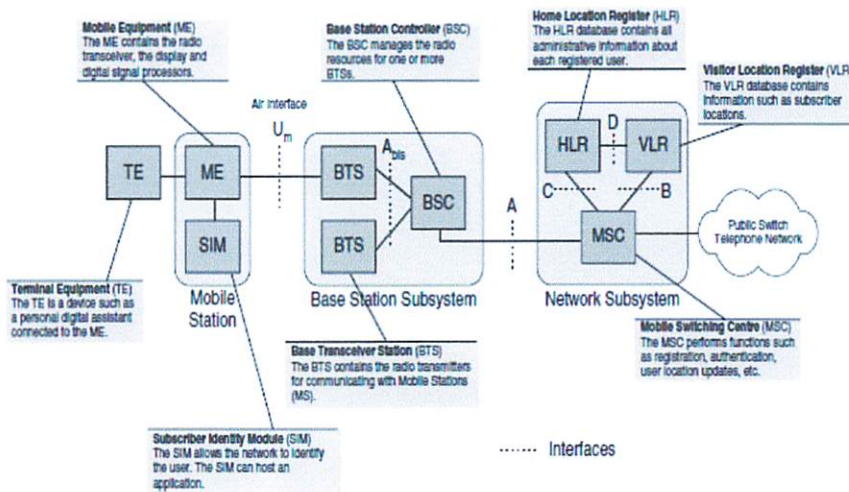 Mobile Equipment (ME)
The ME contains the radio
transceiver, the display and
digital signal processors.
Base Station Controller (BSC)
The BSC manages the radio
resources for one or more
BTSs.
Home Location Register (HLR)
The HLR database contains all
administrative information about
each registered user.
Visitor Location Register (VLR
The VLR database contains
information such as subscriber
locations.
Air Interface
Um
Abis
A
D
C
B
TE
ME
SIM
BTS
BTS
BSC
HLR
VLR
MSC
Public Switch
Telephone Network
Mobile
Station
Base Station Subsystem
Network Subsystem
Terminal Equipment (TE)
The TE is a device such as
a personal digital assistant
connected to the ME.
Base Transceiver Station (BTS)
The BTS contains the radio transmitters
for communicating with Mobile Stations
(MS).
Mobile Switching Centre (MSC)
The MSC performs functions such
as registration, authentication,
user location updates, etc.
Subscriber Identity Module (SIM)
The SIM allows the network to identify
the user. The SIM can host an
application.
Interfaces